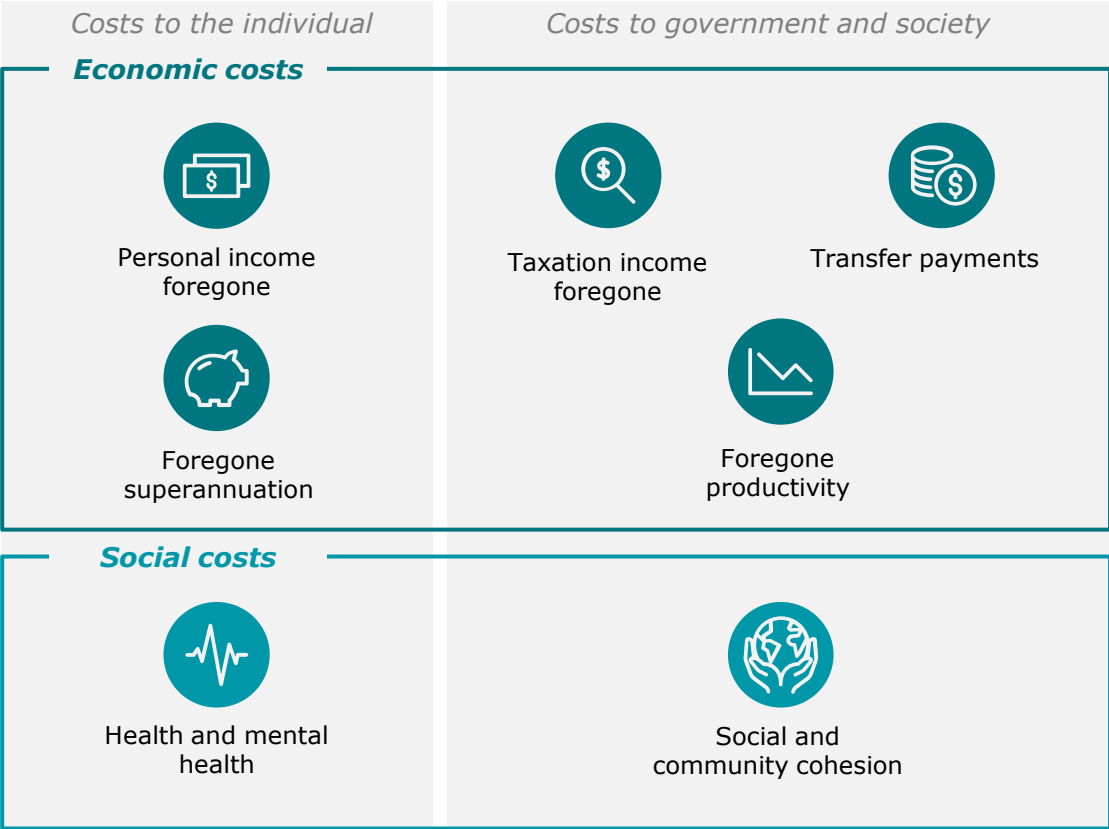 Costs to the individual
Costs to government and society
Economic costs
$
Personal income
foregone
$
Taxation income
foregone
$
Transfer payments
Foregone
superannuation
Foregone
productivity
Social costs
Health and mental
health
Social and
community cohesion